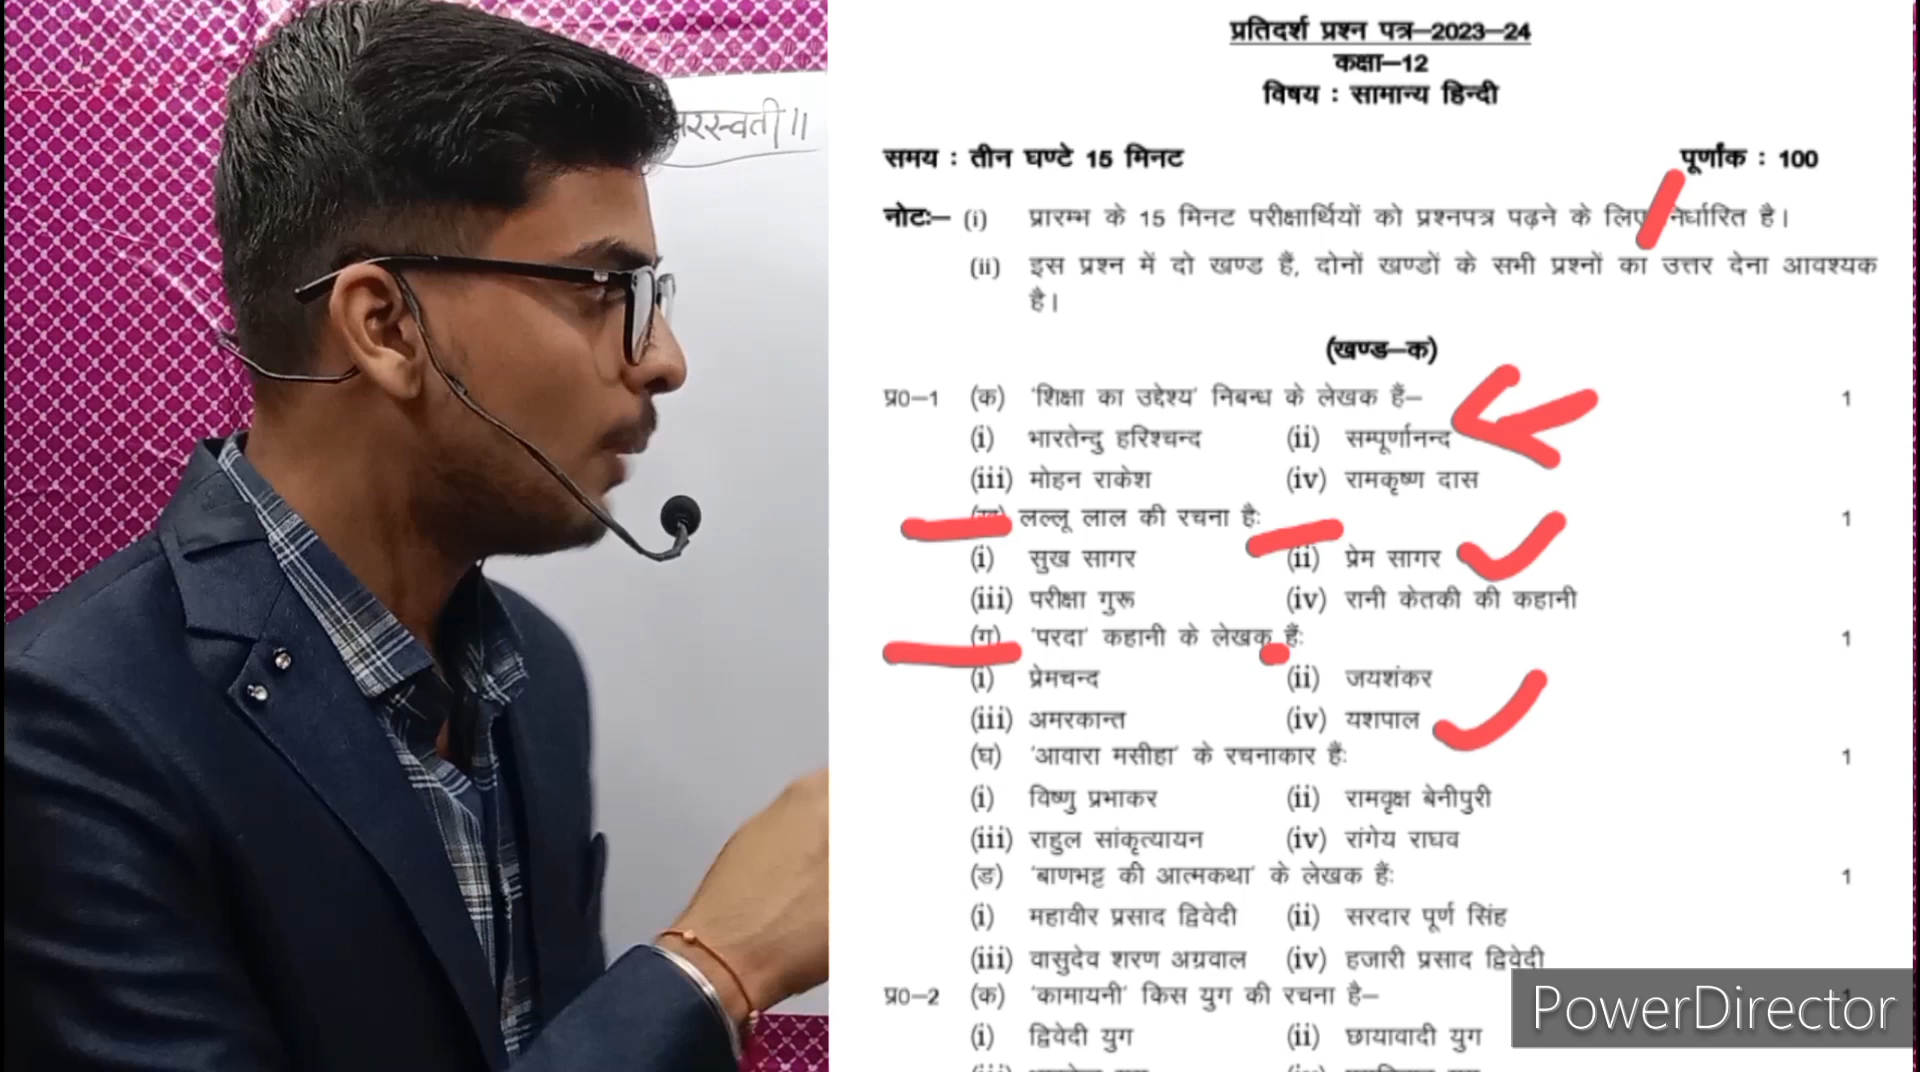 सरस्वती॥
प्रतिदर्श प्रश्न पत्र—2023—24
कक्षा—12
विषय : सामान्य हिन्दी
समय : तीन घण्टे 15 मिनट पूर्णांक : 100
नोटः— (i) प्रारम्भ के 15 मिनट परीक्षार्थियों को प्रश्नपत्र पढ़ने के लिए निर्धारित है।
(ii) इस प्रश्न में दो खण्ड हैं, दोनों खण्डों के सभी प्रश्नों का उत्तर देना आवश्यक
है।
(खण्ड—क)
प्र0—1 (क) 'शिक्षा का उद्देश्य' निबन्ध के लेखक हैं— 1
(i) भारतेन्दु हरिश्चन्द (ii) सम्पूर्णानन्द
(iii) मोहन राकेश (iv) रामकृष्ण दास
(ख) लल्लू लाल की रचना हैः 1
(i) सुख सागर (ii) प्रेम सागर
(iii) परीक्षा गुरू (iv) रानी केतकी की कहानी
(ग) 'परदा' कहानी के लेखक हैंः 1
(i) प्रेमचन्द (ii) जयशंकर
(iii) अमरकान्त (iv) यशपाल
(घ) 'आवारा मसीहा' के रचनाकार हैंः 1
(i) विष्णु प्रभाकर (ii) रामवृक्ष बेनीपुरी
(iii) राहुल सांकृत्यायन (iv) रांगेय राघव
(ड) 'बाणभट्ट की आत्मकथा' के लेखक हैंः 1
(i) महावीर प्रसाद द्विवेदी (ii) सरदार पूर्ण सिंह
(iii) वासुदेव शरण अग्रवाल (iv) हजारी प्रसाद द्विवेदी
प्र0—2 (क) 'कामायनी' किस युग की रचना है— 1
(i) द्विवेदी युग (ii) छायावादी युग
PowerDirector